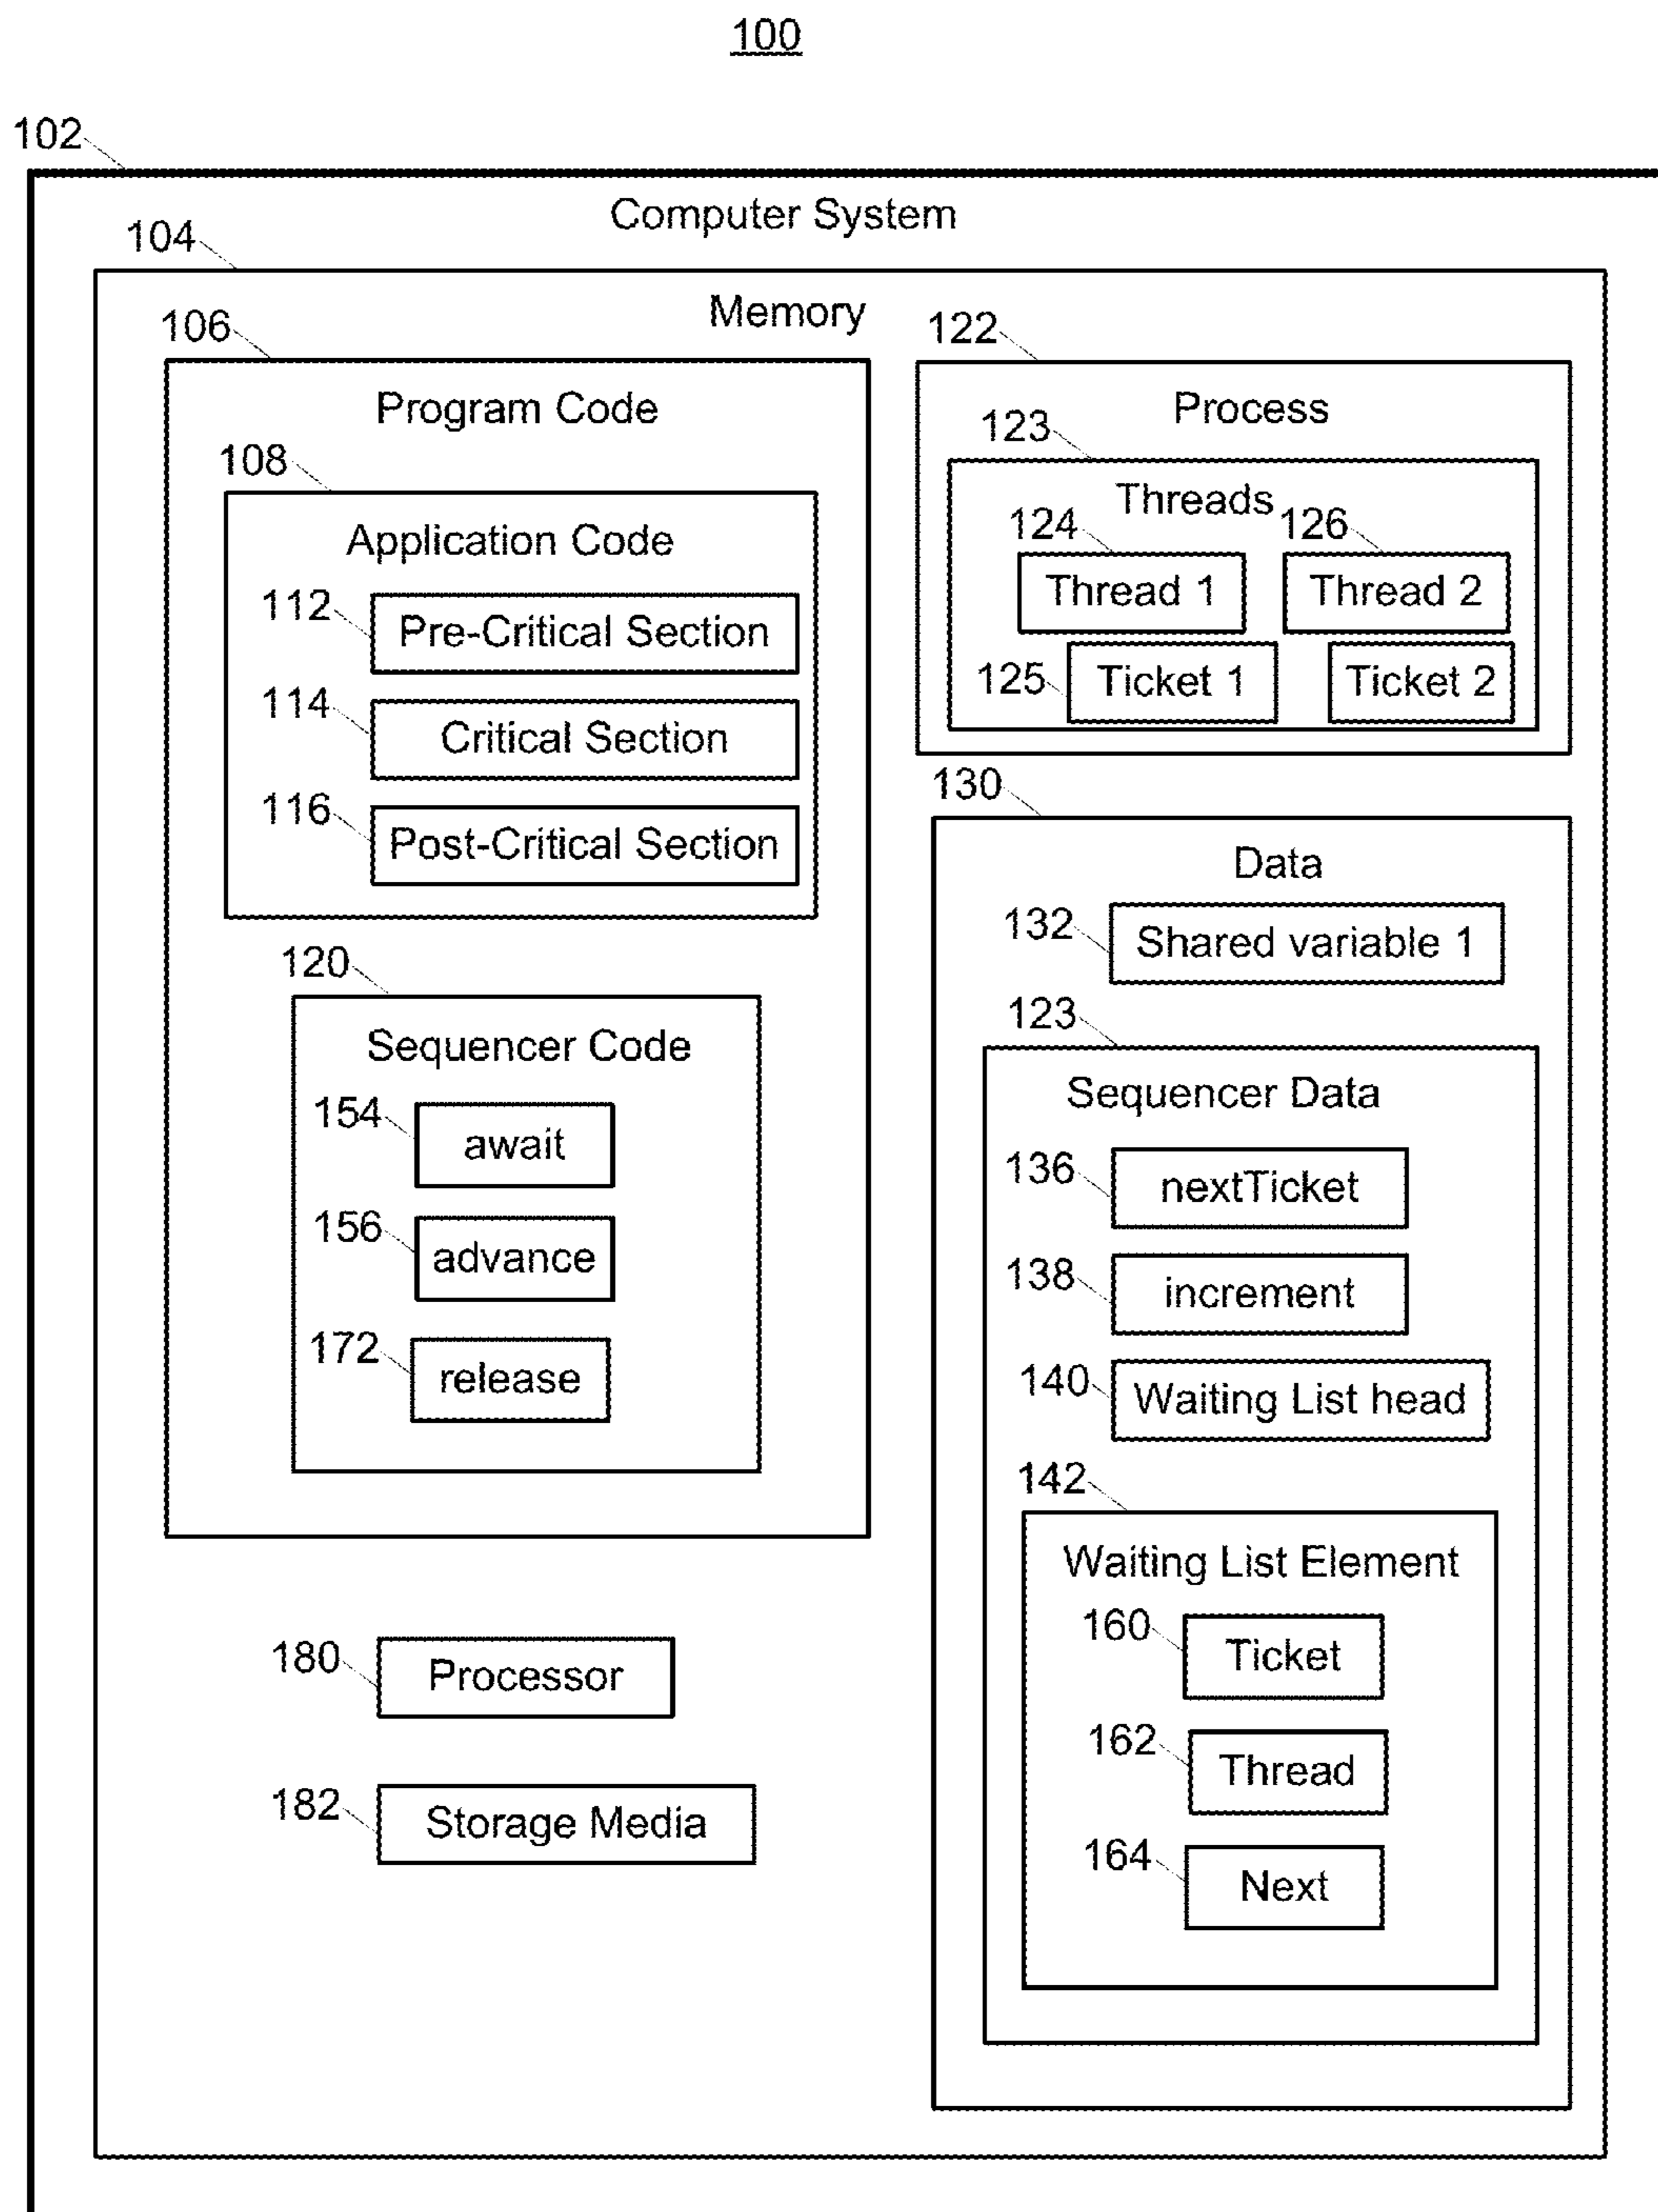 100
102
Computer System
104
Memory
106
Program Code
108
Application Code
112 Pre-Critical Section
114 Critical Section
116 Post-Critical Section
120
Sequencer Code
154 await
156 advance
172 release
180 Processor
182 Storage Media
122
Process
123
Threads
124 126
Thread 1 Thread 2
125 Ticket 1 Ticket 2
130
Data
132 Shared variable 1
123
Sequencer Data
136 nextTicket
138 increment
140 Waiting List head
142
Waiting List Element
160 Ticket
162 Thread
164 Next